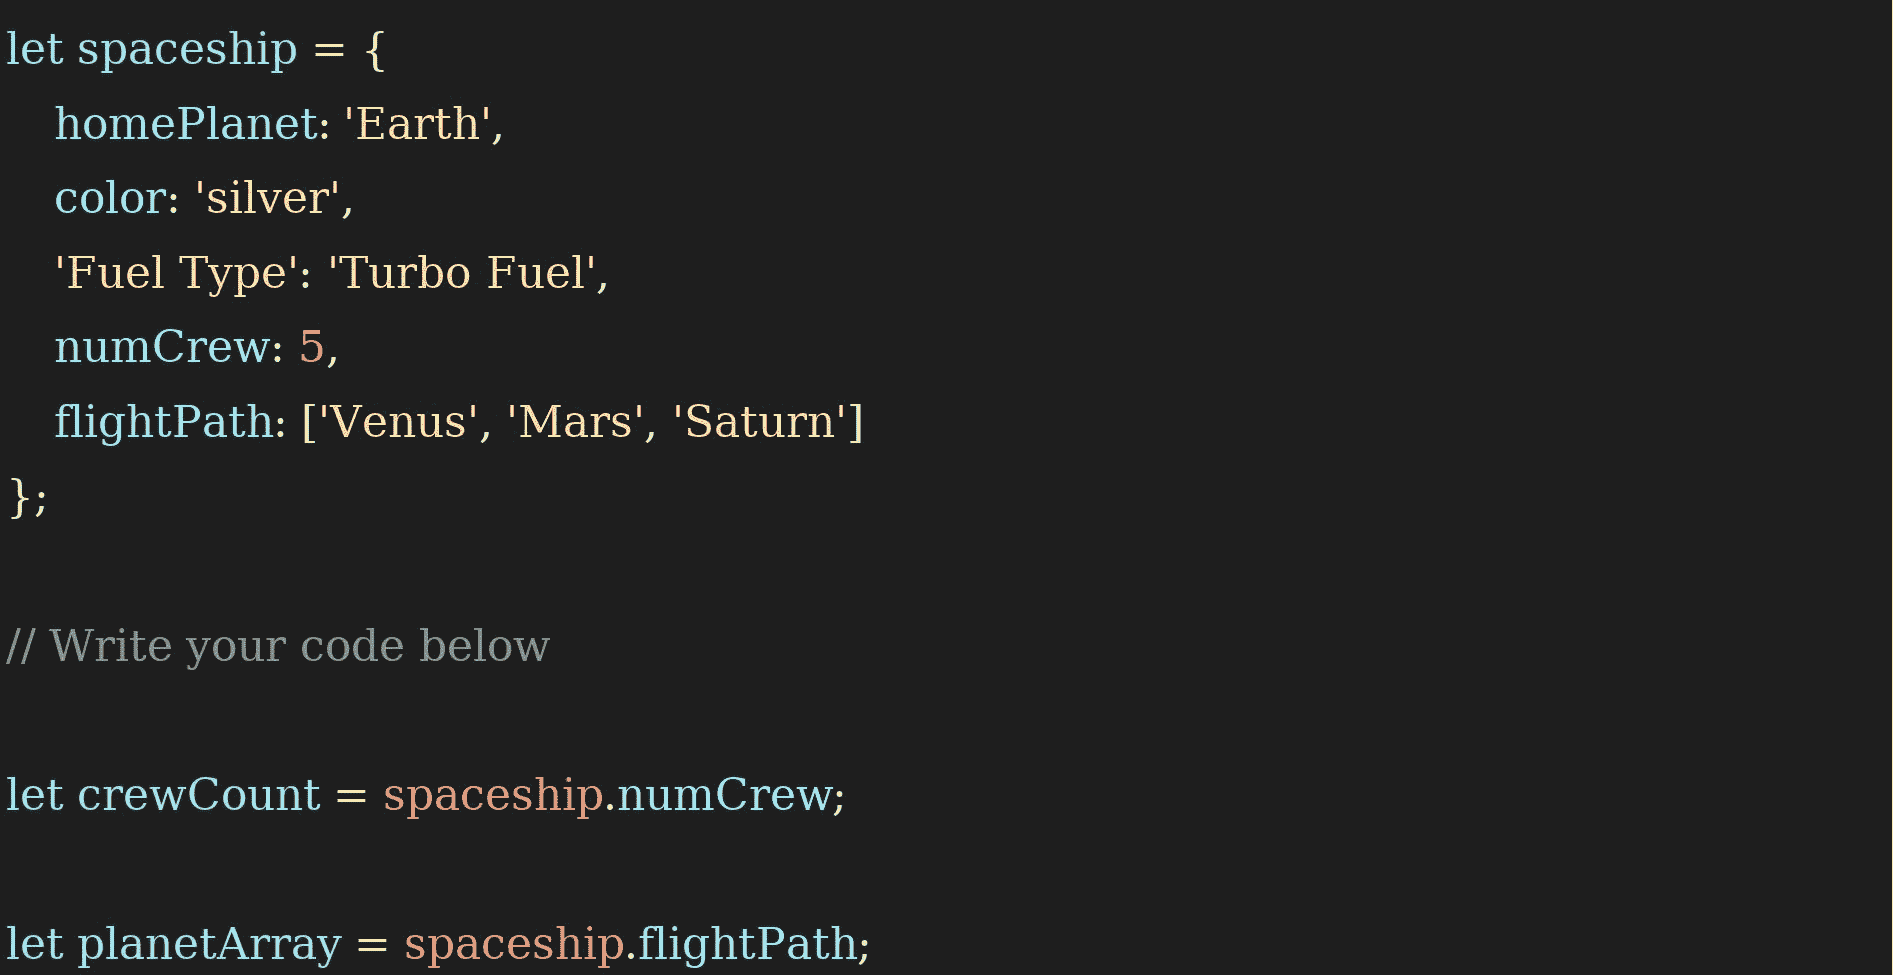 let spaceship = {
homePlanet: 'Earth',
color: 'silver',
'Fuel Type': 'Turbo Fuel',
numCrew: 5,
flightPath: ['Venus', 'Mars', 'Saturn']
};
// Write your code below
let crewCount = spaceship.numCrew;
let planetArray = spaceship.flightPath;